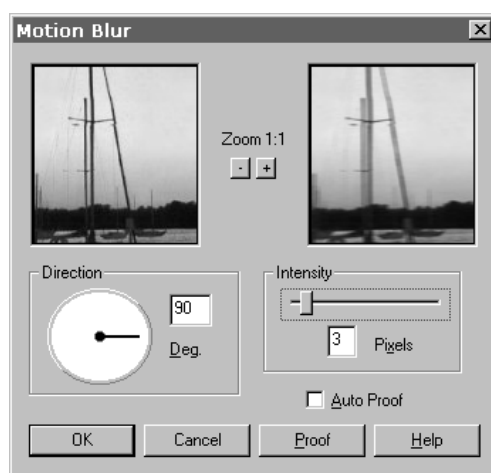 Motion Blur
Zoom 1:1
- +
Direction
90
Deg.
Intensity
3 Pixels
Auto Proof
OK Cancel Proof Help